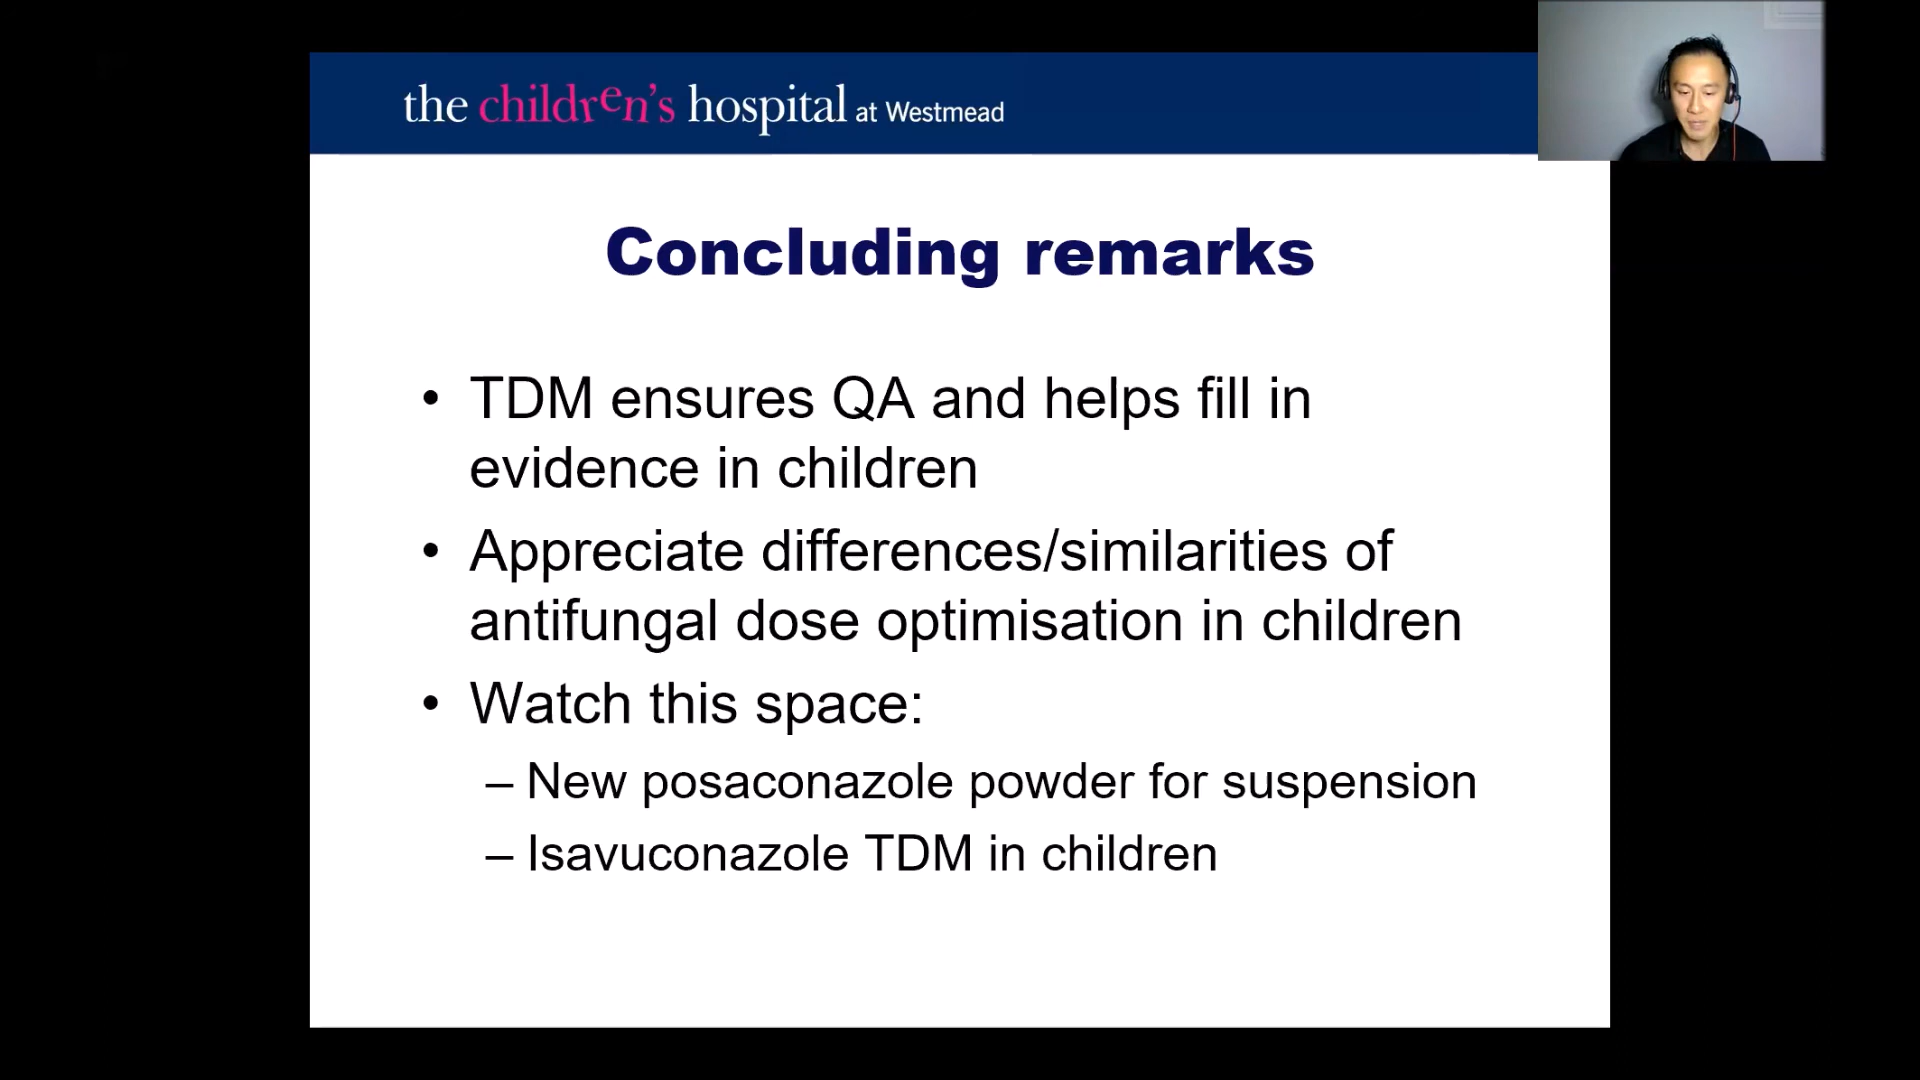 the children's hospital at Westmead
Concluding remarks
• TDM ensures QA and helps fill in
evidence in children
• Appreciate differences/similarities of
antifungal dose optimisation in children
• Watch this space:
– New posaconazole powder for suspension
– Isavuconazole TDM in children